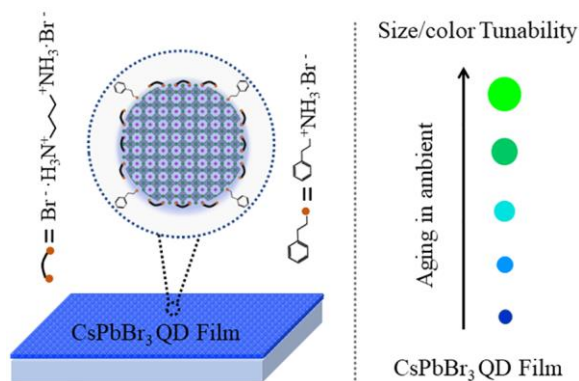 Br⁻·H₃N⁺ ⁺NH₃·Br⁻
⁺NH₃·Br⁻
CsPbBr₃ QD Film
Size/color Tunability
Aging in ambient
CsPbBr₃ QD Film